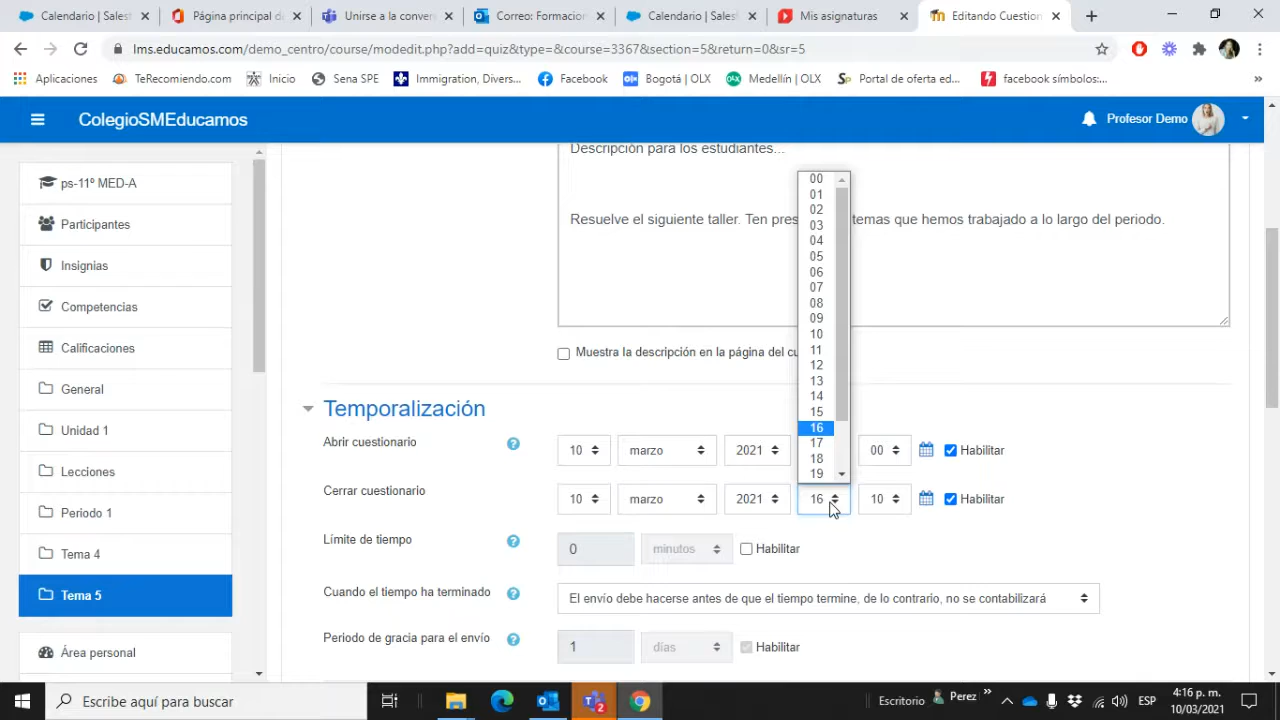 Calendario | Salesf
Página principal de
Unirse a la convers
Correo: Formacion
Calendario | Salesf
Mis asignaturas
Editando Cuestion
lms.educamos.com/demo_centro/course/modedit.php?add=quiz&type=&course=3367&section=5&return=0&sr=5
Aplicaciones
TeRecomiendo.com
Inicio
Sena SPE
Immigration, Divers...
Facebook
Bogotá | OLX
Medellín | OLX
Portal de oferta ed...
facebook símbolos:...
»
ColegioSMEducamos
Profesor Demo
ps-11º MED-A
Participantes
Insignias
Competencias
Calificaciones
General
Unidad 1
Lecciones
Periodo 1
Tema 4
Tema 5
Área personal
Descripción para los estudiantes...
Resuelve el siguiente taller. Ten pres temas que hemos trabajado a lo largo del periodo.
Muestra la descripción en la página del cu
00
01
02
03
04
05
06
07
08
09
10
11
12
13
14
15
16
17
18
19
Temporalización
Abrir cuestionario 10 marzo 2021 00 Habilitar
Cerrar cuestionario 10 marzo 2021 16 10 Habilitar
Límite de tiempo 0 minutos Habilitar
Cuando el tiempo ha terminado El envío debe hacerse antes de que el tiempo termine, de lo contrario, no se contabilizará
Periodo de gracia para el envío 1 días Habilitar
Escribe aquí para buscar
Escritorio
Perez
»
ESP
4:16 p. m.
10/03/2021